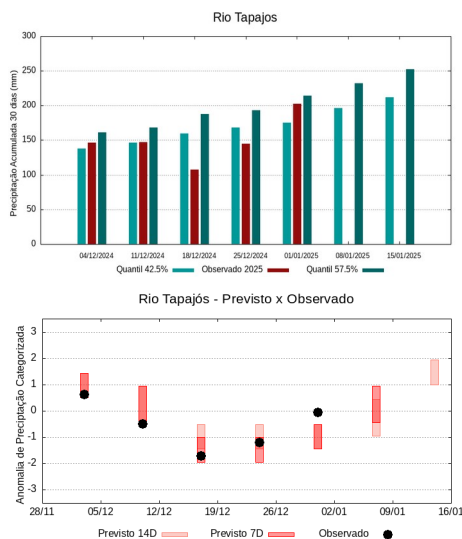 Rio Tapajos
Precipitação Acumulada 30 dias (mm)
300
250
200
150
100
50
0
04/12/2024 11/12/2024 18/12/2024 25/12/2024 01/01/2025 08/01/2025 15/01/2025
Quantil 42.5% Observado 2025 Quantil 57.5%
Rio Tapajós - Previsto x Observado
Anomalia de Preciptação Categorizada
3
2
1
0
-1
-2
-3
28/11 05/12 12/12 19/12 26/12 02/01 09/01 16/01
Previsto 14D Previsto 7D Observado